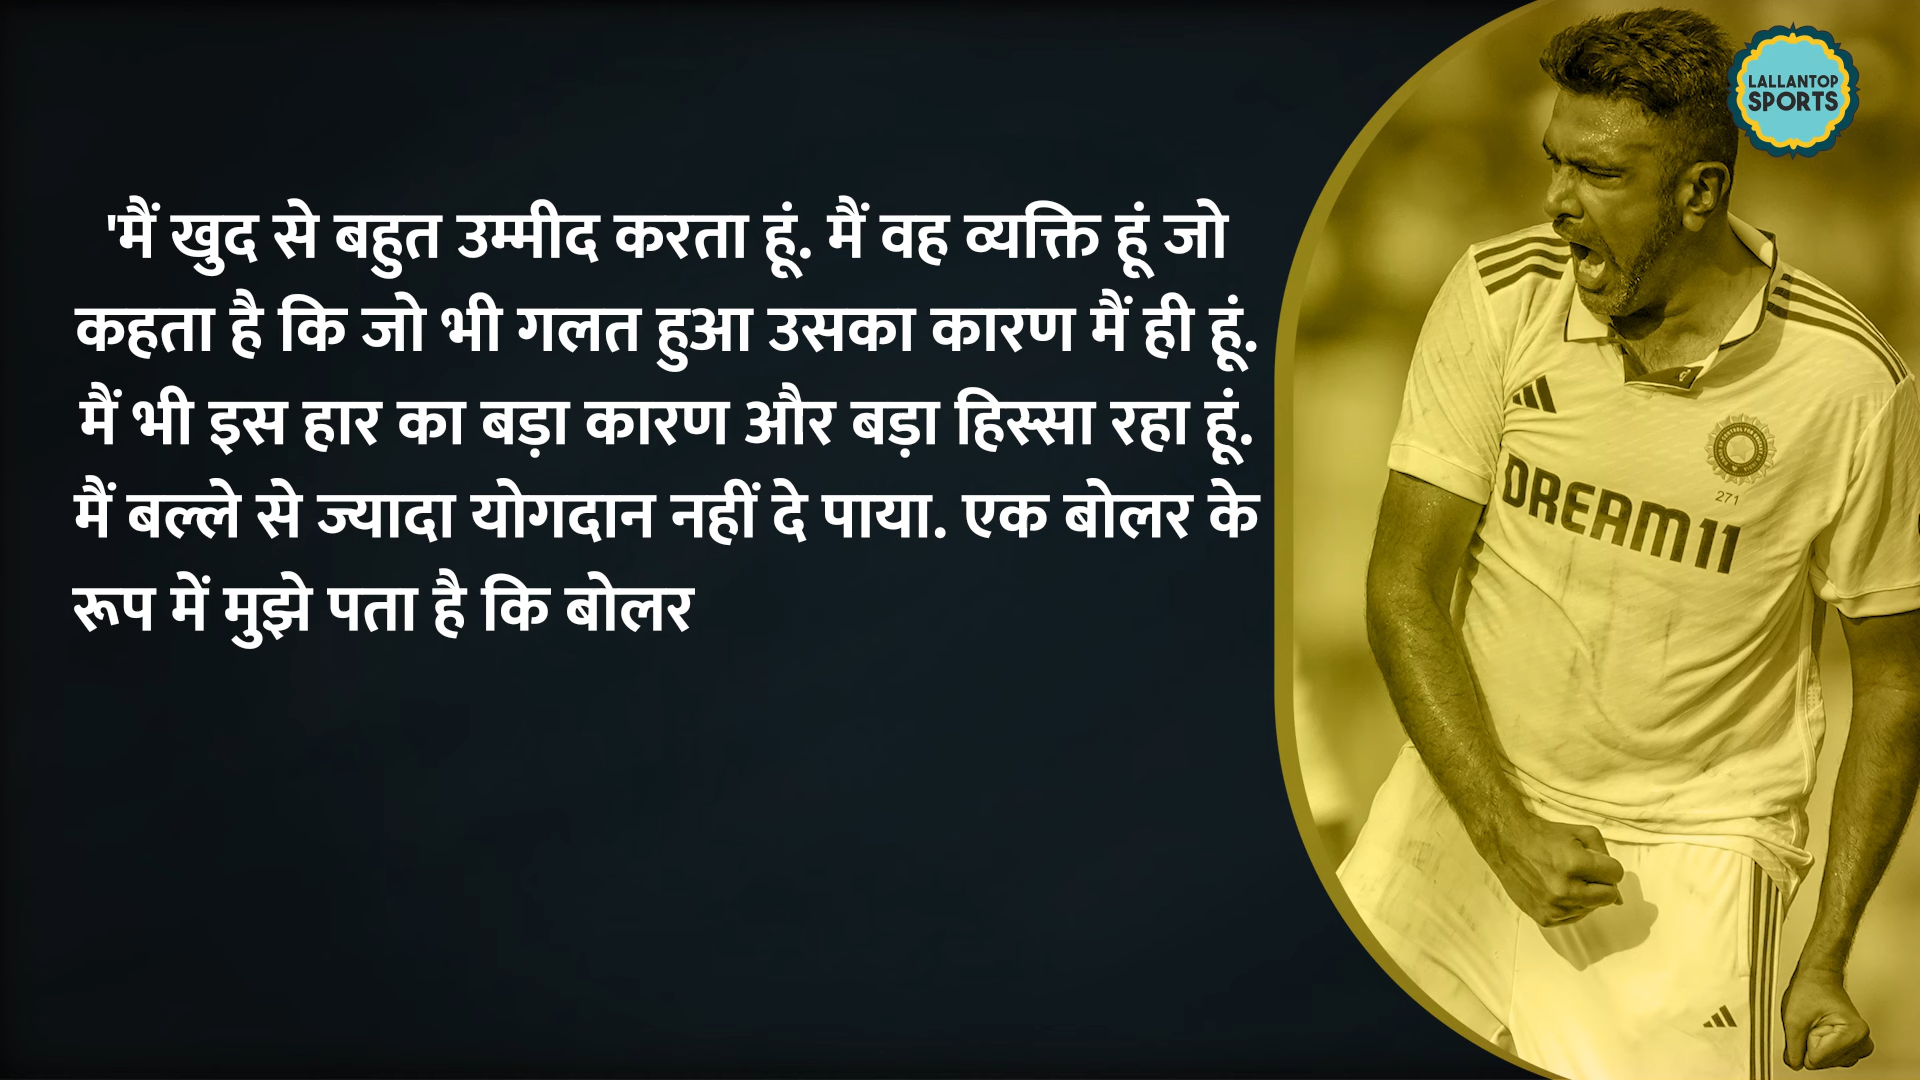 'मैं खुद से बहुत उम्मीद करता हूं. मैं वह व्यक्ति हूं जो
कहता है कि जो भी गलत हुआ उसका कारण मैं ही हूं.
मैं भी इस हार का बड़ा कारण और बड़ा हिस्सा रहा हूं.
मैं बल्ले से ज्यादा योगदान नहीं दे पाया. एक बोलर के
रूप में मुझे पता है कि बोलर
LALLANTOP
SPORTS
271
DREAM11